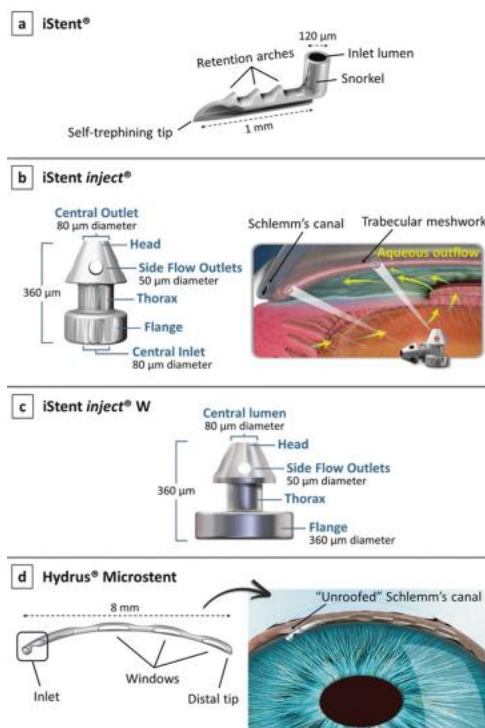 a iStent®
120 µm
Inlet lumen
Retention arches
Snorkel
Self-trephining tip
1 mm
b iStent inject®
Central Outlet
80 µm diameter
Head
Side Flow Outlets
50 µm diameter
360 µm
Thorax
Flange
Central Inlet
80 µm diameter
Schlemm's canal
Trabecular meshwork
Aqueous outflow
c iStent inject® W
Central lumen
80 µm diameter
Head
Side Flow Outlets
50 µm diameter
360 µm
Thorax
Flange
360 µm diameter
d Hydrus® Microstent
8 mm
"Unroofed" Schlemm's canal
Inlet
Windows
Distal tip